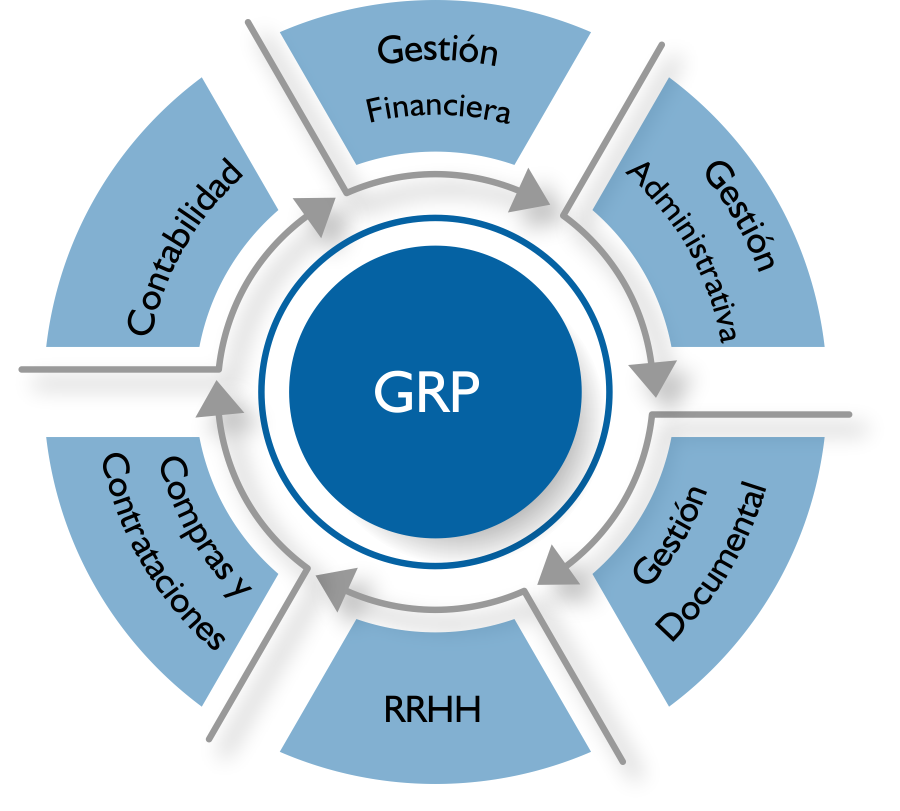 Gestión
Financiera
Gestión
Administrativa
Gestión
Documental
RRHH
Compras y
Contrataciones
Contabilidad
GRP